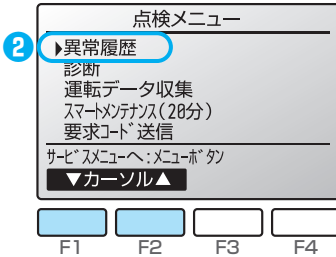 点検メニュー
2
▶異常履歴
診断
運転データ収集
スマートメンテナンス(20分)
要求コード送信
サービスメニューへ:メニューボタン
▼カーソル▲
F1 F2 F3 F4